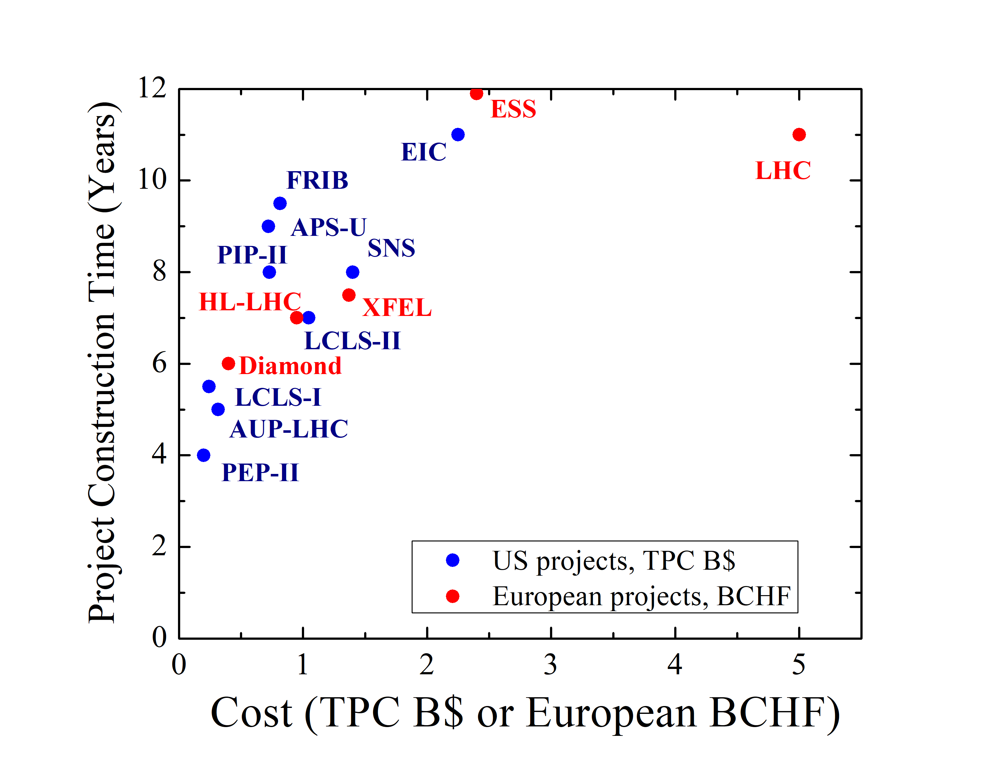 12
10
8
6
4
2
0
Project Construction Time (Years)
ESS
EIC
LHC
FRIB
APS-U
SNS
PIP-II
HL-LHC
XFEL
LCLS-II
Diamond
LCLS-I
AUP-LHC
PEP-II
US projects, TPC B$
European projects, BCHF
0 1 2 3 4 5
Cost (TPC B$ or European BCHF)